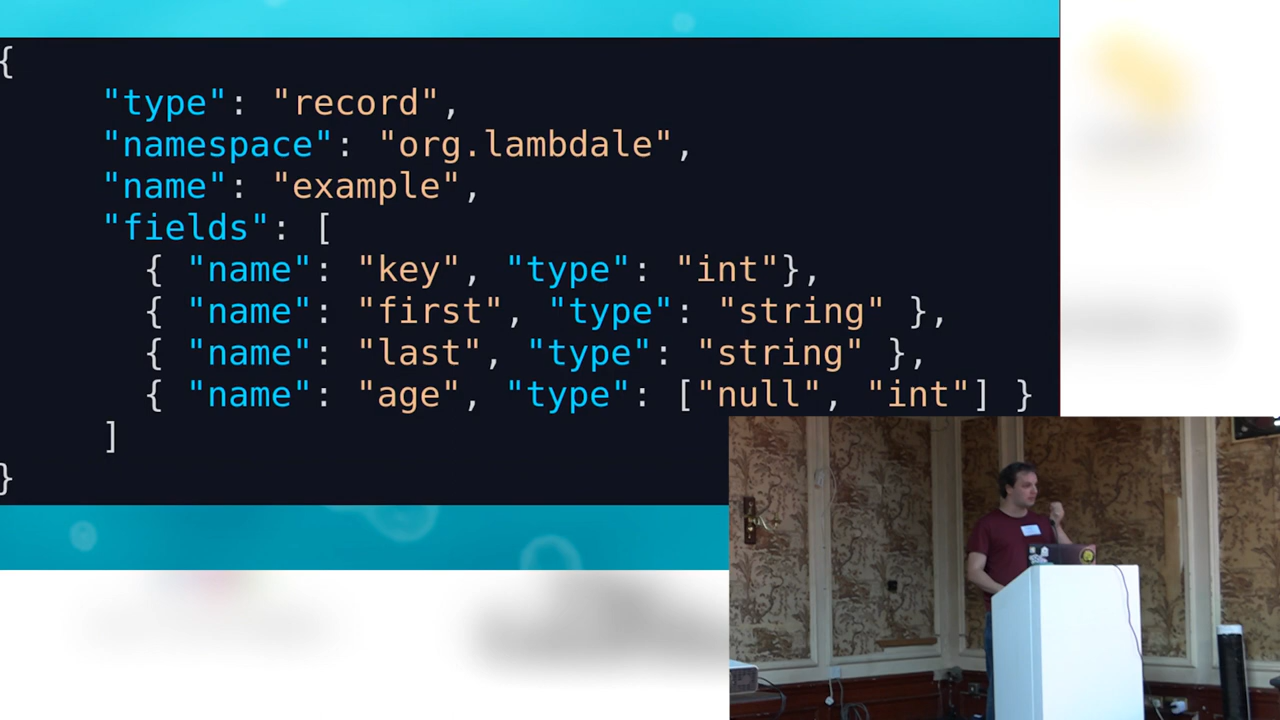 {
"type": "record",
"namespace": "org.lambdale",
"name": "example",
"fields": [
{ "name": "key", "type": "int"},
{ "name": "first", "type": "string" },
{ "name": "last", "type": "string" },
{ "name": "age", "type": ["null", "int"] }
]
}